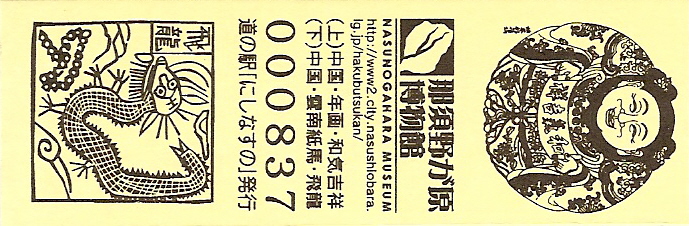 那須野が原
博物館
NASUNOGAHARA MUSEUM
http://www2.city.nasushiobara.
lg.jp/hakubutsukan/
(上)中国・年画・和気吉祥
(下)中国・雲南紙馬・飛龍
000837
道の駅「にしなすの」発行
飛龍